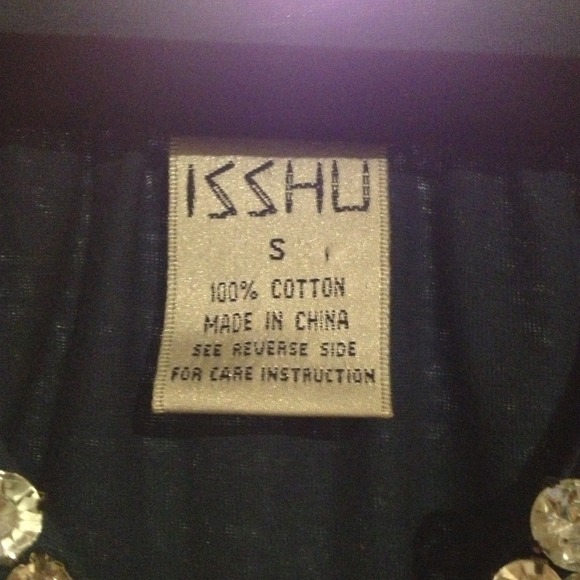 ISSHU
S
100% COTTON
MADE IN CHINA
SEE REVERSE SIDE
FOR CARE INSTRUCTION